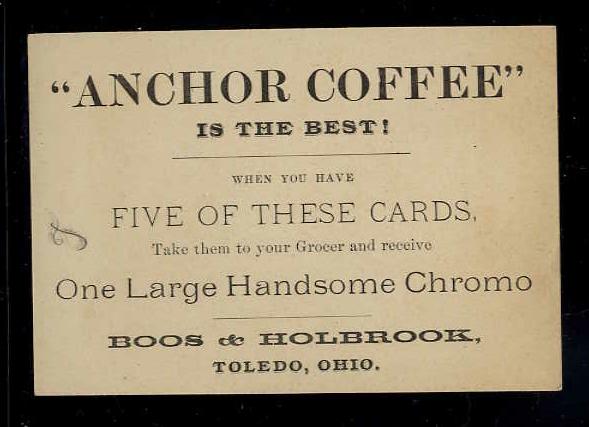 "ANCHOR COFFEE"
IS THE BEST!
WHEN YOU HAVE
FIVE OF THESE CARDS,
Take them to your Grocer and receive
One Large Handsome Chromo
BOOS & HOLBROOK,
TOLEDO, OHIO.